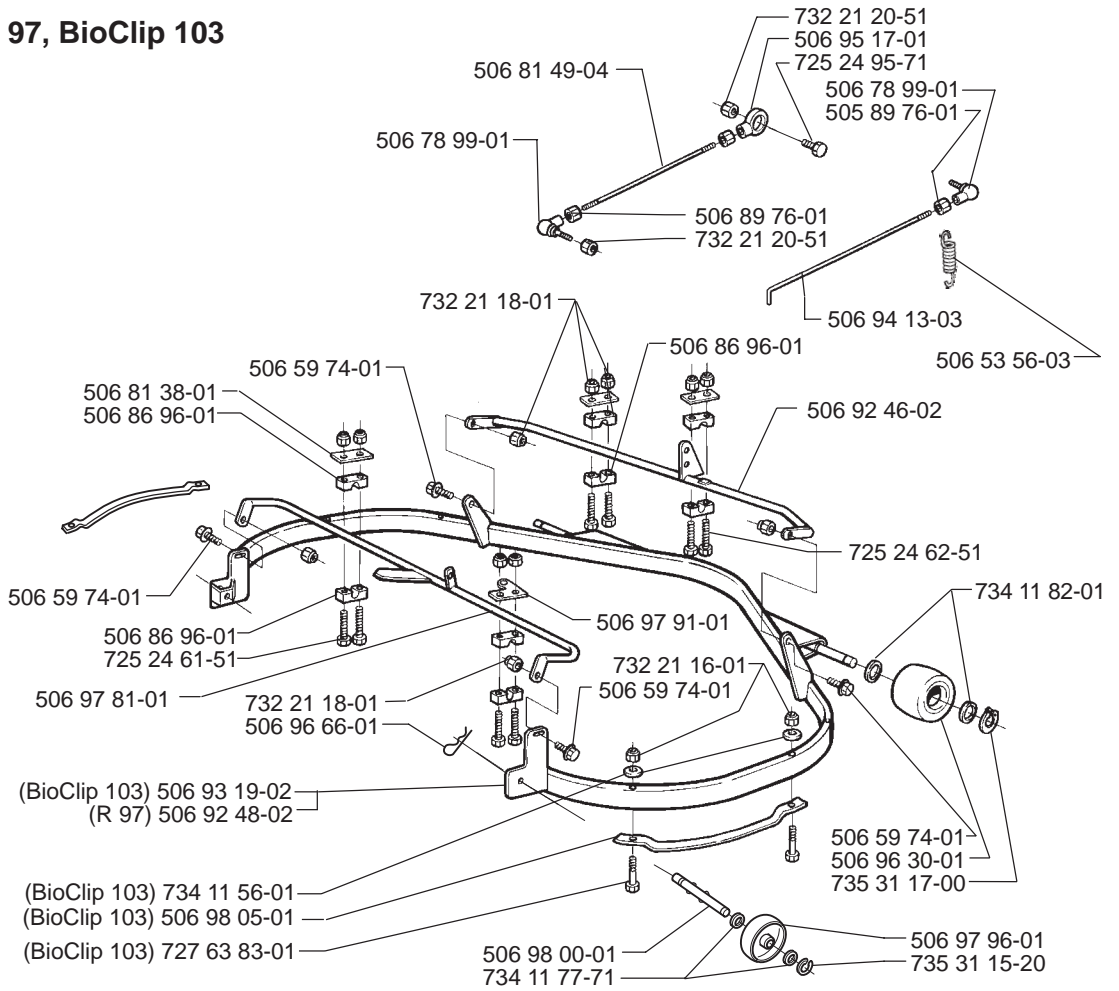 97, BioClip 103
732 21 20-51
506 95 17-01
725 24 95-71
506 81 49-04
506 78 99-01
505 89 76-01
506 78 99-01
506 89 76-01
732 21 20-51
732 21 18-01
506 94 13-03
506 86 96-01
506 53 56-03
506 59 74-01
506 81 38-01
506 86 96-01
506 92 46-02
725 24 62-51
506 59 74-01
734 11 82-01
506 86 96-01
725 24 61-51
506 97 91-01
732 21 16-01
506 59 74-01
506 97 81-01
732 21 18-01
506 96 66-01
(BioClip 103) 506 93 19-02
(R 97) 506 92 48-02
506 59 74-01
506 96 30-01
735 31 17-00
(BioClip 103) 734 11 56-01
(BioClip 103) 506 98 05-01
(BioClip 103) 727 63 83-01
506 98 00-01
734 11 77-71
506 97 96-01
735 31 15-20